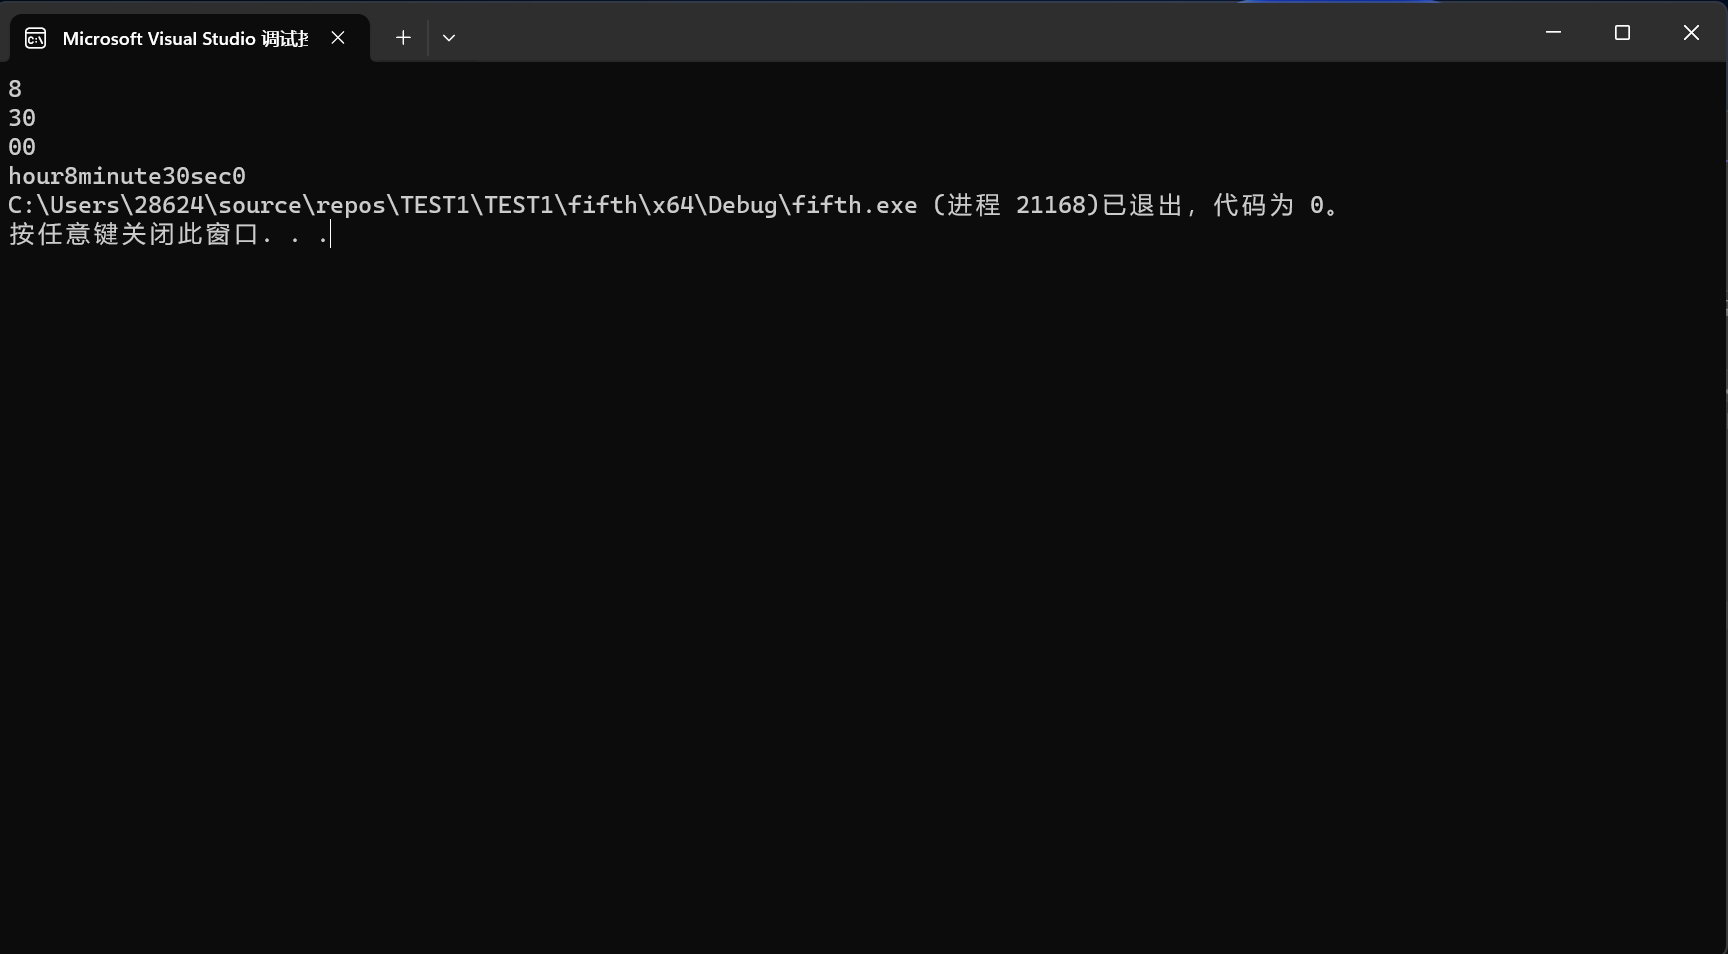 Microsoft Visual Studio 调试
8
30
00
hour8minute30sec0
C:\Users\28624\source\repos\TEST1\TEST1\fifth\x64\Debug\fifth.exe (进程 21168)已退出，代码为 0。
按任意键关闭此窗口. . .